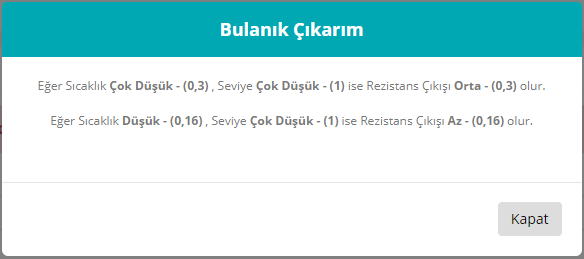 Bulanık Çıkarım
Eğer Sıcaklık Çok Düşük - (0,3) , Seviye Çok Düşük - (1) ise Rezistans Çıkışı Orta - (0,3) olur.
Eğer Sıcaklık Düşük - (0,16) , Seviye Çok Düşük - (1) ise Rezistans Çıkışı Az - (0,16) olur.
Kapat